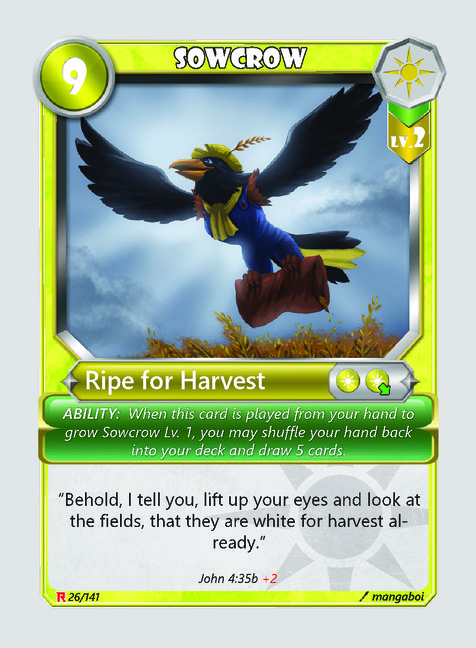 SOWCROW
9
LV.2
Ripe for Harvest
ABILITY: When this card is played from your hand to
grow Sowcrow Lv. 1, you may shuffle your hand back
into your deck and draw 5 cards.
“Behold, I tell you, lift up your eyes and look at
the fields, that they are white for harvest al-
ready.”
John 4:35b +2
R 26/141
mangaboi